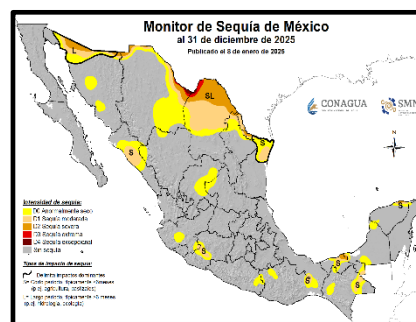 Monitor de Sequía de México
al 31 de diciembre de 2025
Publicado el 8 de enero de 2025
L
SL
S
CONAGUA
SMN
S
S
S
S
S
S
S
Intensidad de sequía:
D0 Anormalmente seco
D1 Sequía moderada
D2 Sequía severa
D3 Sequía extrema
D4 Sequía excepcional
Sin sequía
Tipos de impacto de sequía:
Delimita impactos dominantes